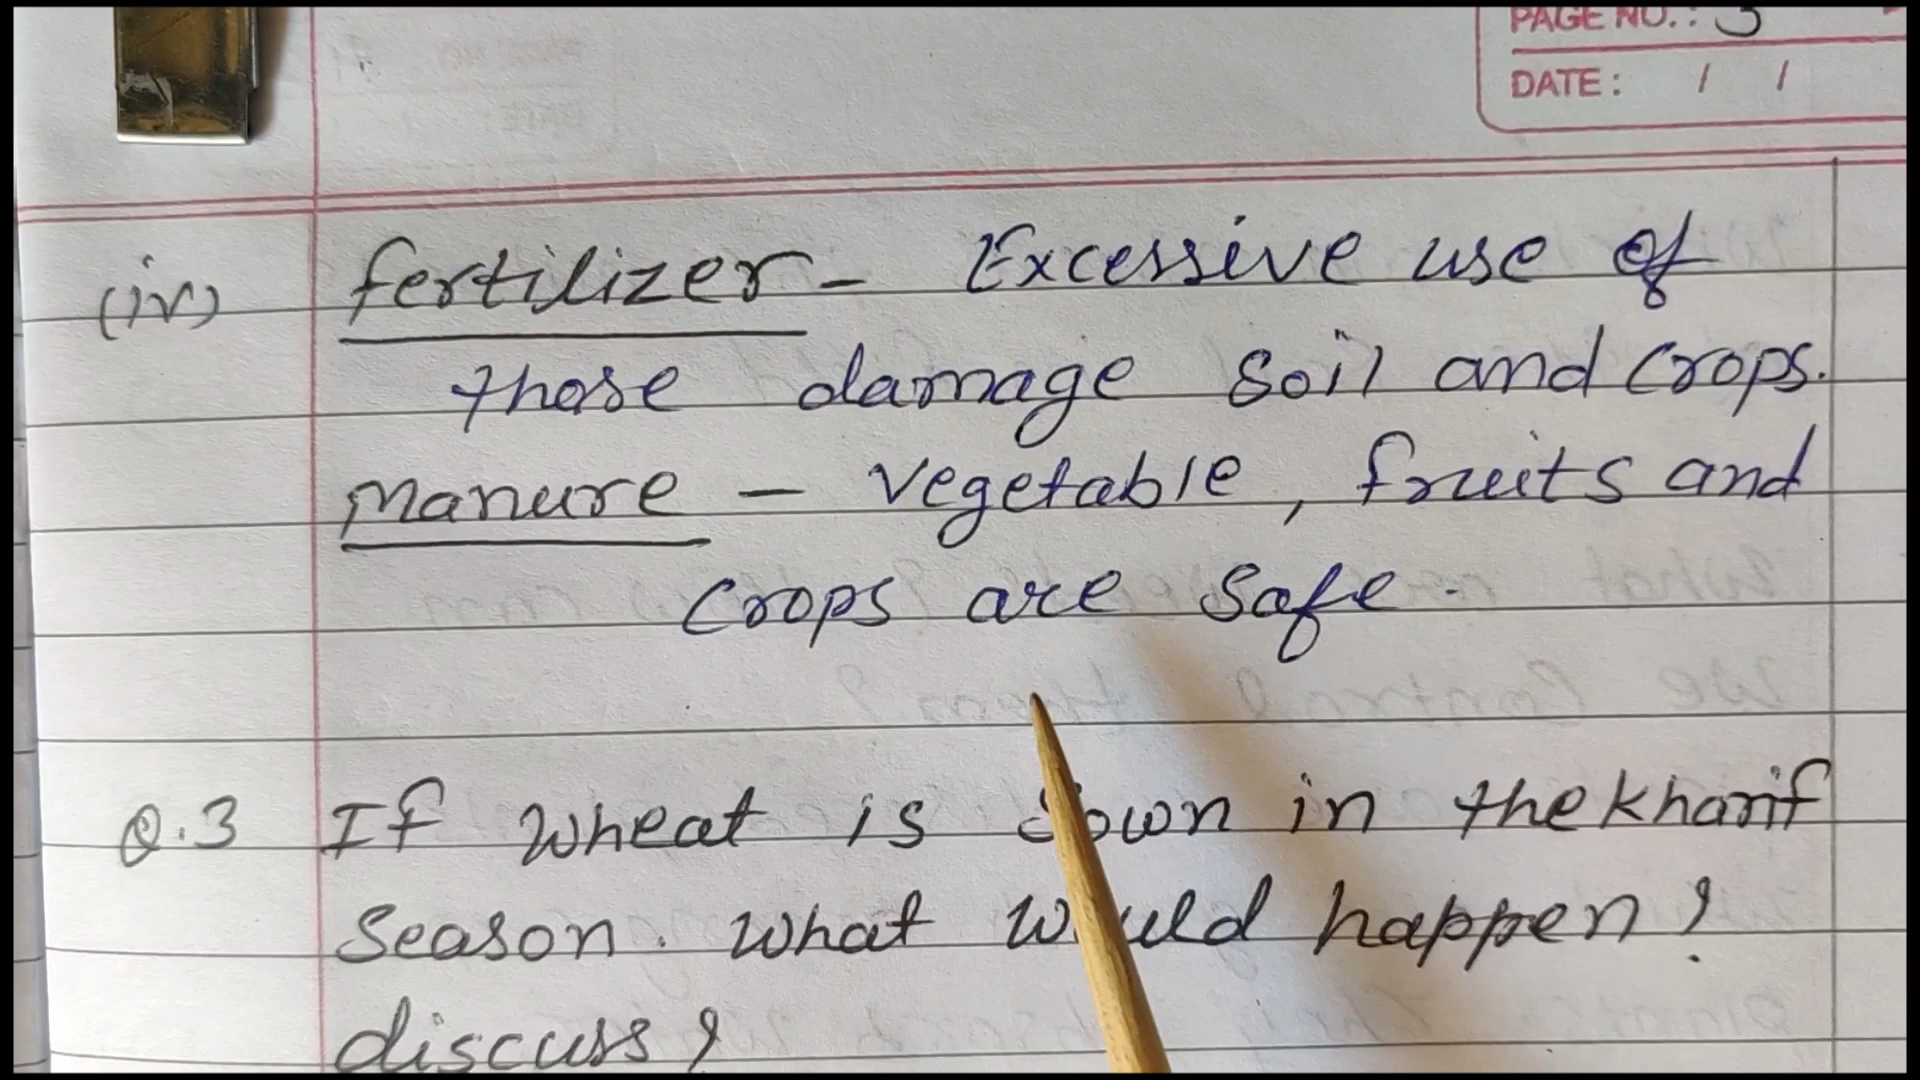 PAGE NO.: 3
DATE: / /
(iv) fertilizer - Excessive use of
those damage soil and crops.
Manure - vegetable, fruits and
crops are safe.
Q.3 If wheat is sown in the kharif
season. what would happen?
discuss?